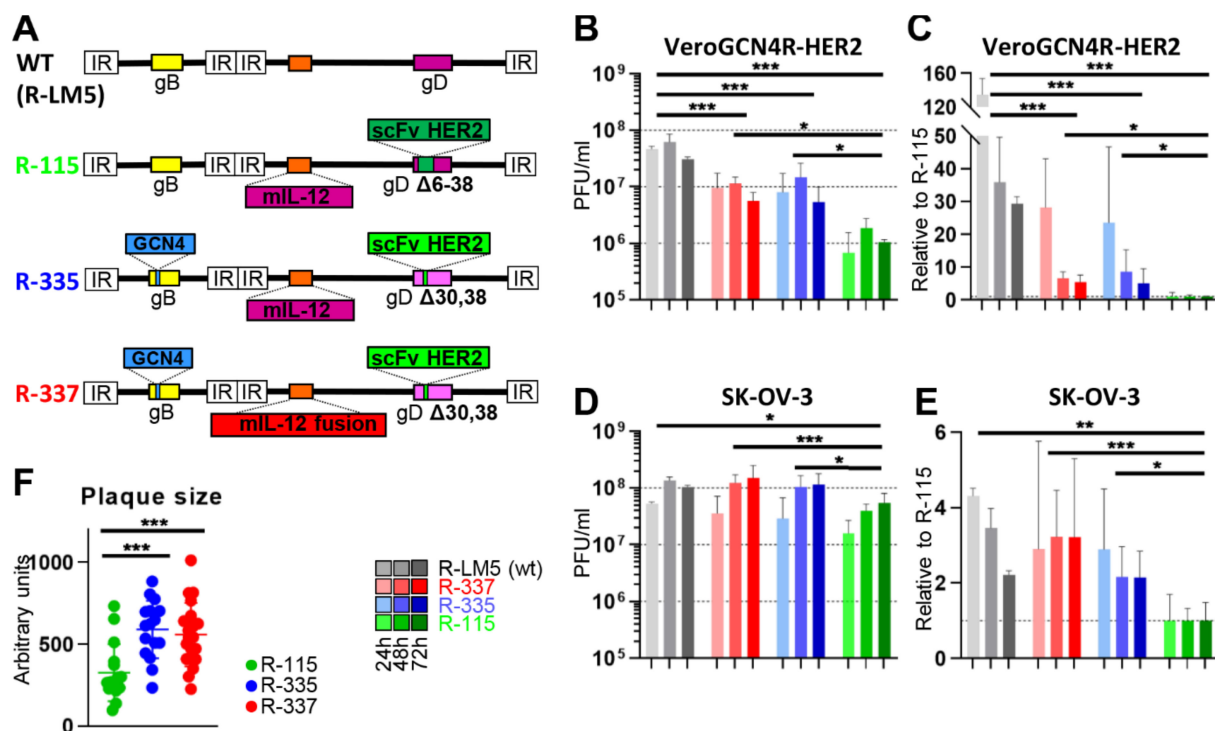 A
WT
(R-LM5)
IR
gB
IR IR
gD
IR
scFv HER2
R-115
IR
gB
IR IR
mIL-12
gD Δ6-38
IR
GCN4
scFv HER2
R-335
IR
gB
IR IR
mIL-12
gD Δ30,38
IR
GCN4
scFv HER2
R-337
IR
gB
IR IR
mIL-12 fusion
gD Δ30,38
IR
B
VeroGCN4R-HER2
PFU/ml
10⁹
10⁸
10⁷
10⁶
10⁵
***
***
***
*
*
C
VeroGCN4R-HER2
Relative to R-115
160
120
50
40
30
20
10
0
***
***
***
*
*
D
SK-OV-3
PFU/ml
10⁹
10⁸
10⁷
10⁶
10⁵
*
***
*
E
SK-OV-3
Relative to R-115
6
4
2
0
**
***
*
F
Plaque size
Arbitrary units
1000
500
0
***
***
R-115
R-335
R-337
R-LM5 (wt)
R-337
R-335
R-115
24h
48h
72h